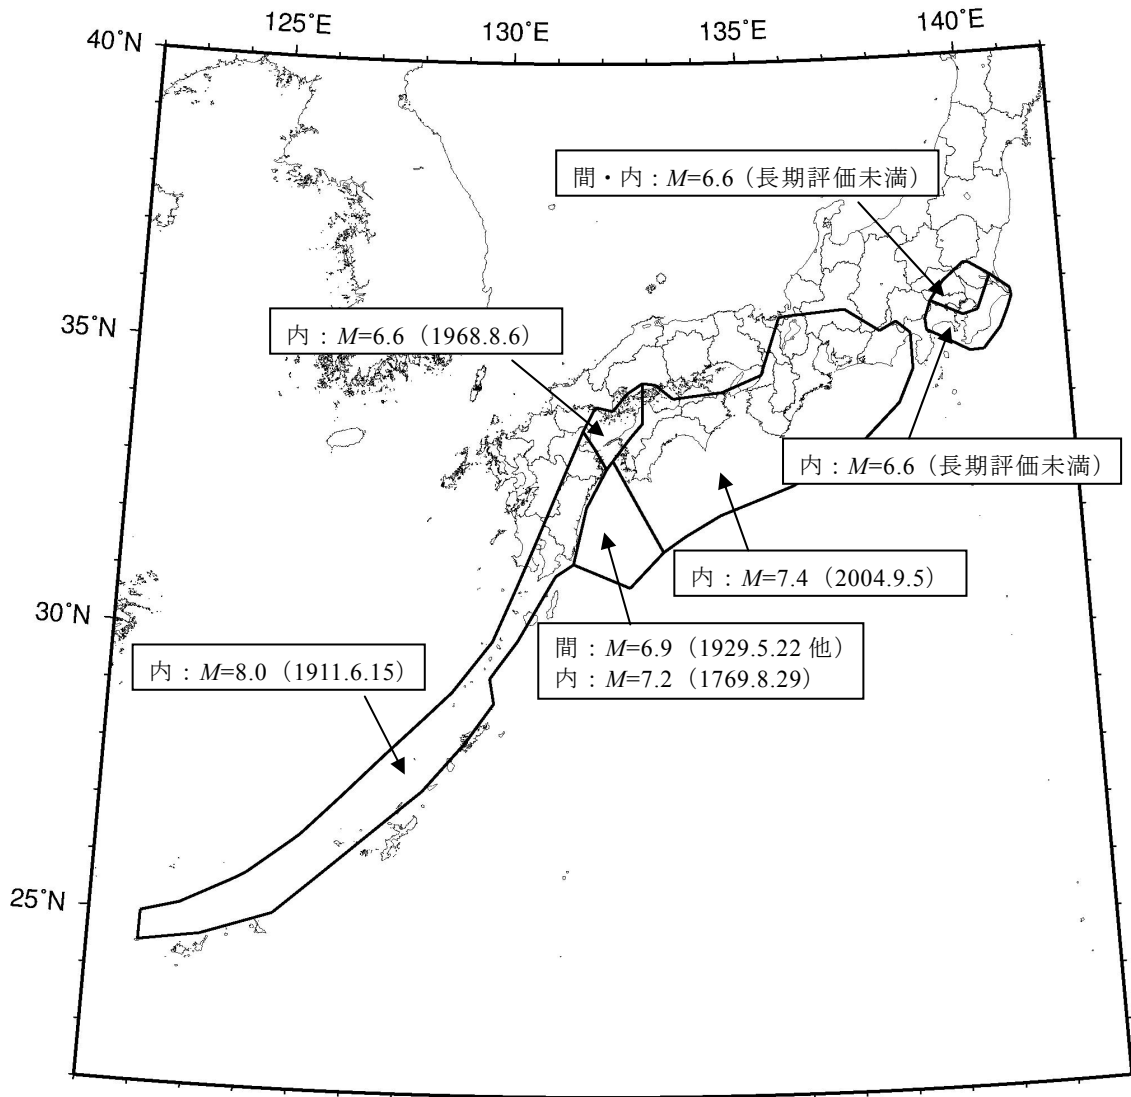 125°E
130°E
135°E
140°E
40°N
間・内：M=6.6（長期評価未満）
35°N
内：M=6.6（1968.8.6）
内：M=6.6（長期評価未満）
内：M=7.4（2004.9.5）
30°N
間：M=6.9（1929.5.22 他）
内：M=7.2（1769.8.29）
内：M=8.0（1911.6.15）
25°N